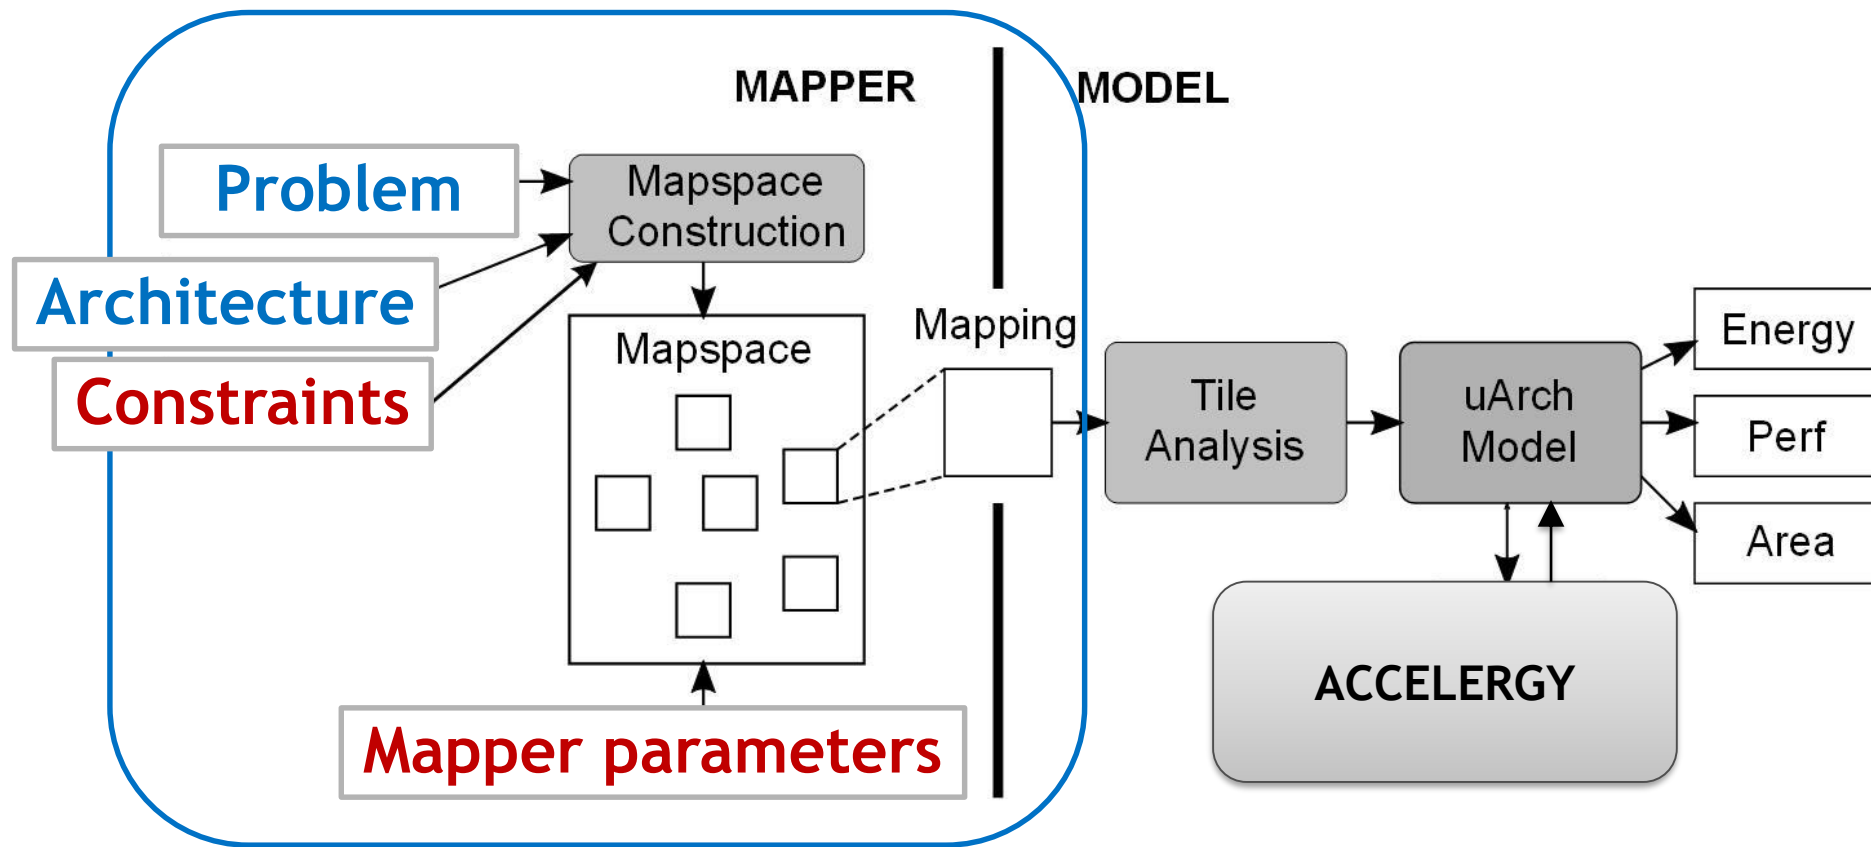 MAPPER
MODEL
Problem
Mapspace
Construction
Architecture
Constraints
Mapspace
Mapping
Tile
Analysis
uArch
Model
Energy
Perf
Area
ACCELERGY
Mapper parameters